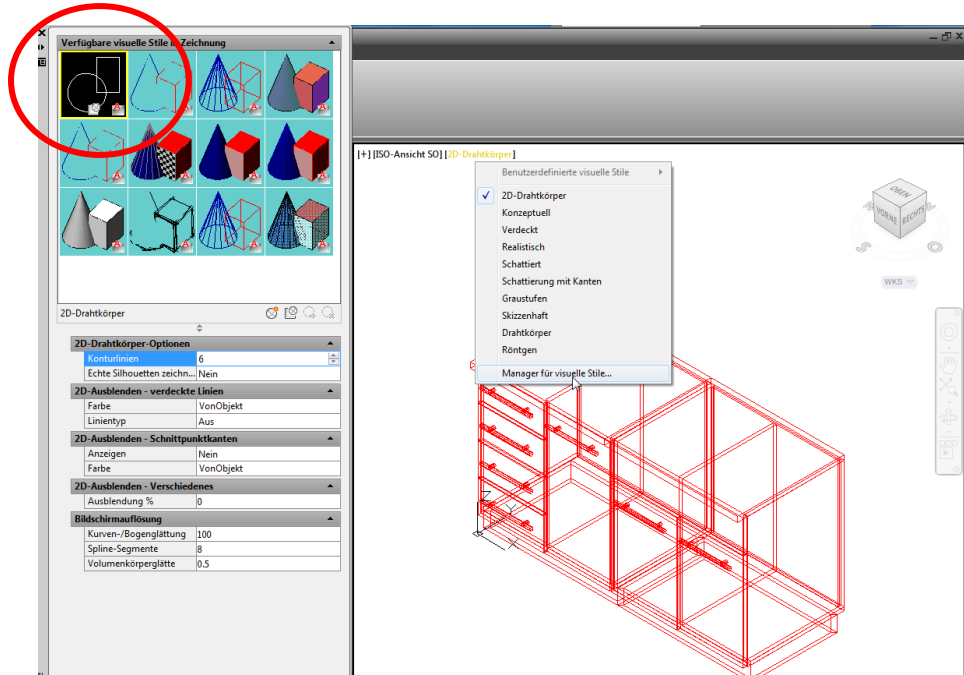 Verfügbare visuelle Stile in Zeichnung
2D-Drahtkörper
2D-Drahtkörper-Optionen
Konturlinien 6
Echte Silhouetten zeichn... Nein
2D-Ausblenden - verdeckte Linien
Farbe VonObjekt
Linientyp Aus
2D-Ausblenden - Schnittpunktkanten
Anzeigen Nein
Farbe VonObjekt
2D-Ausblenden - Verschiedenes
Ausblendung % 0
Bildschirmauflösung
Kurven-/Bogenglättung 100
Spline-Segmente 8
Volumenkörperglätte 0.5
[+] [ISO-Ansicht SO] [2D-Drahtkörper]
Benutzerdefinierte visuelle Stile
2D-Drahtkörper
Konzeptuell
Verdeckt
Realistisch
Schattiert
Schattierung mit Kanten
Graustufen
Skizzenhaft
Drahtkörper
Röntgen
Manager für visuelle Stile...
OBEN
VORNE
RECHTS
S
O
WKS
Z
Y
X